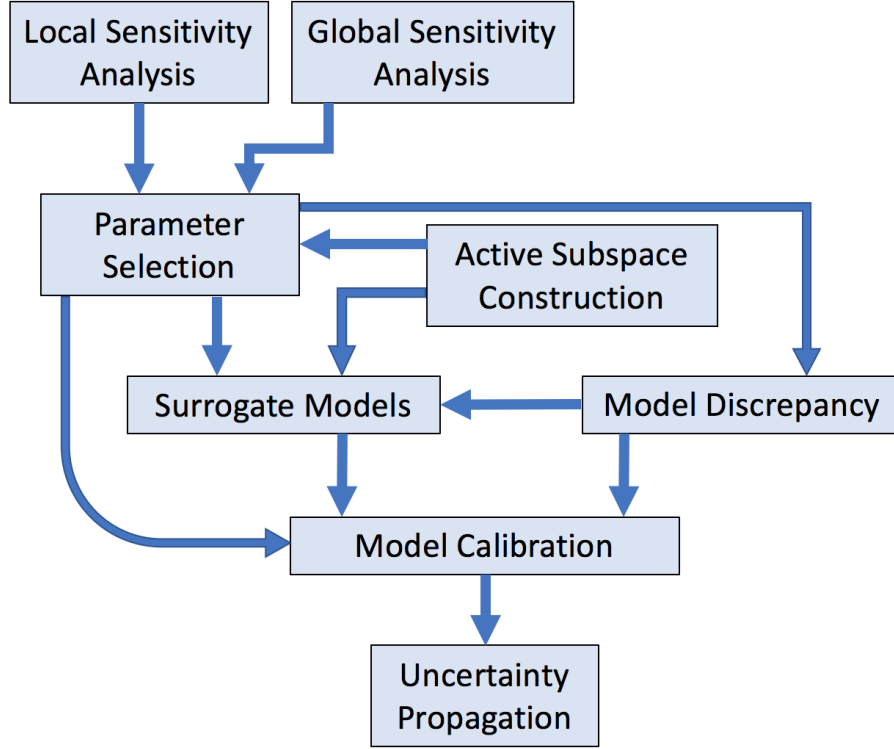 Local Sensitivity
Analysis
Global Sensitivity
Analysis
Parameter
Selection
Active Subspace
Construction
Surrogate Models
Model Discrepancy
Model Calibration
Uncertainty
Propagation